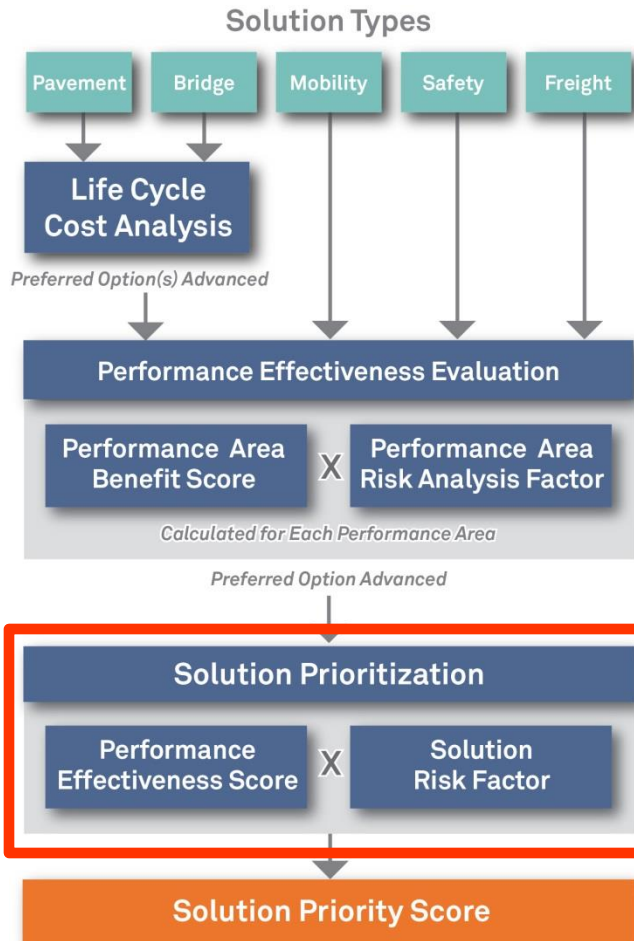 Solution Types
Pavement
Bridge
Mobility
Safety
Freight
Life Cycle
Cost Analysis
Preferred Option(s) Advanced
Performance Effectiveness Evaluation
Performance Area
Benefit Score
X
Performance Area
Risk Analysis Factor
Calculated for Each Performance Area
Preferred Option Advanced
Solution Prioritization
Performance
Effectiveness Score
X
Solution
Risk Factor
Solution Priority Score